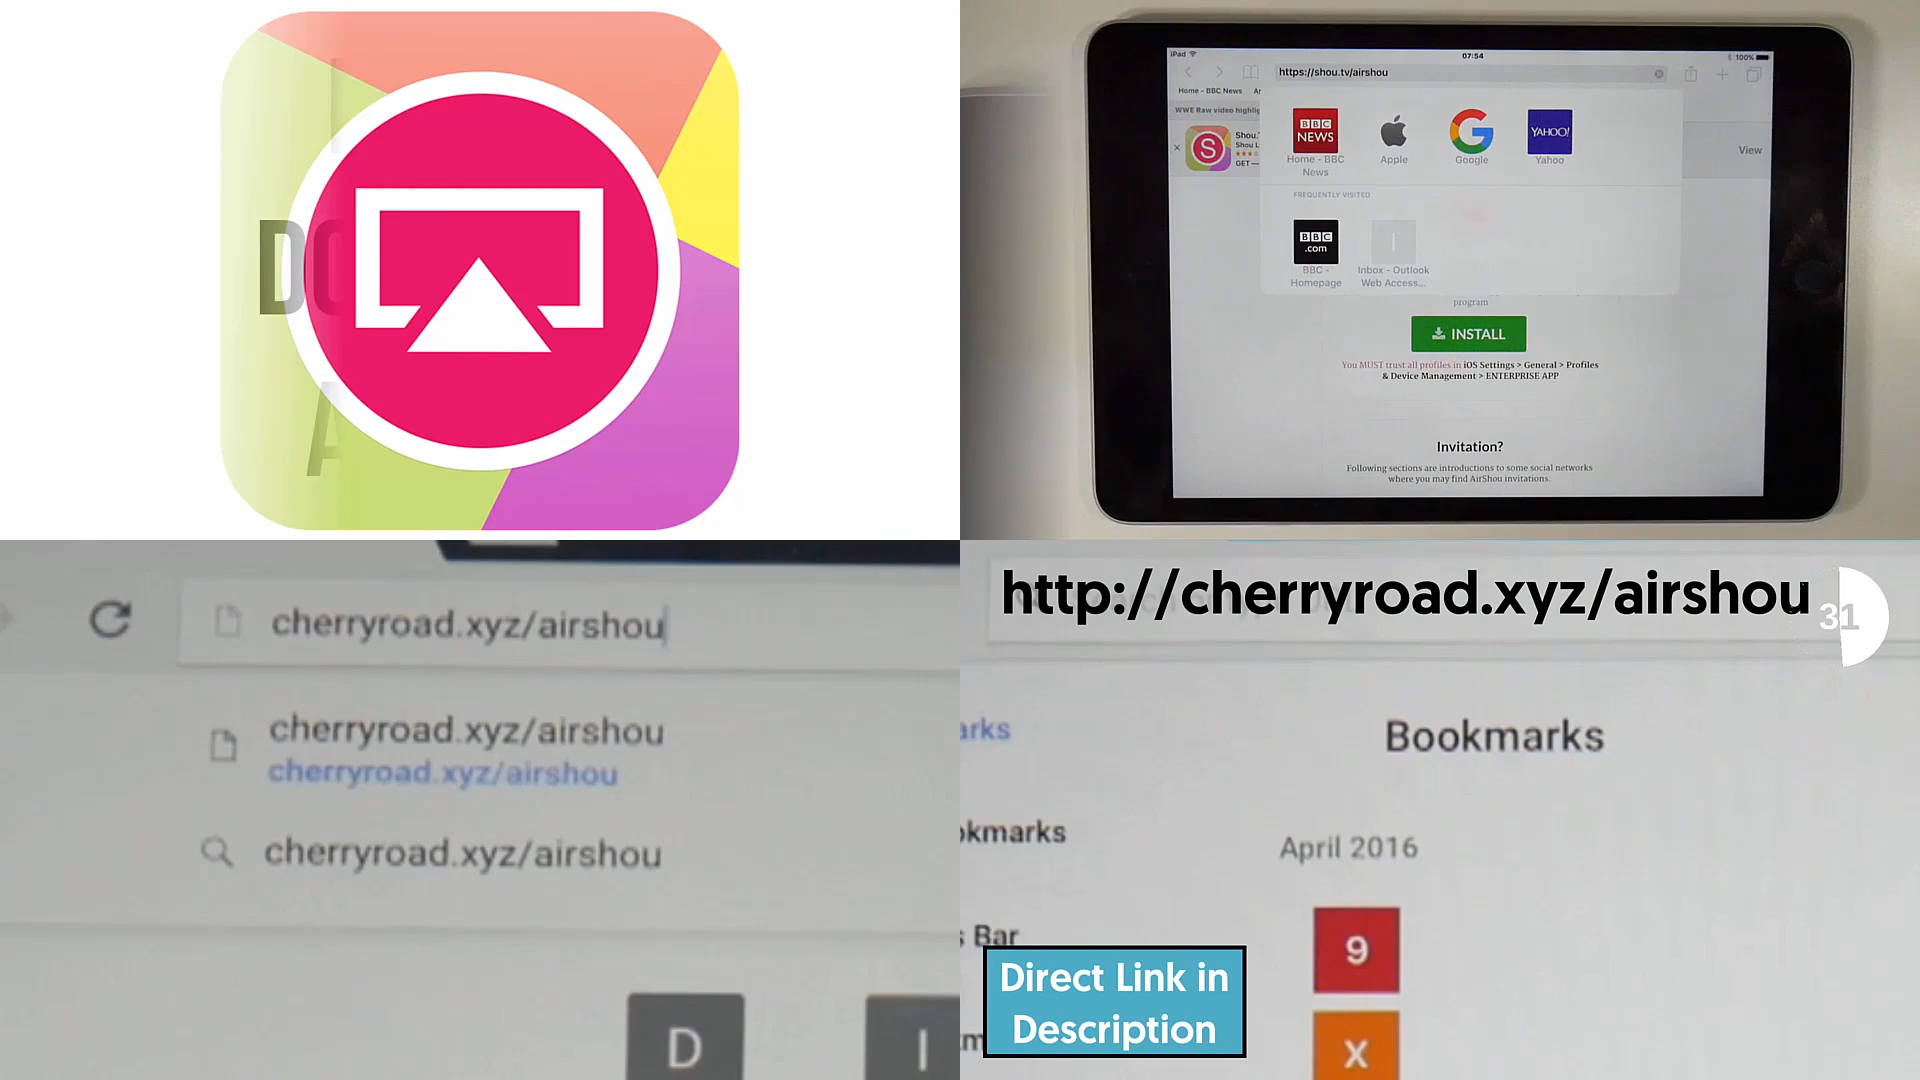 iPad
07:54
100%
https://shou.tv/airshou
Home - BBC News
WWE Raw video highlig
BBC
NEWS
Home - BBC
News
Apple
Google
YAHOO!
Yahoo
S
Shou.
Shou L
GET —
View
FREQUENTLY VISITED
BBC
.com
BBC -
Homepage
I
Inbox - Outlook
Web Access...
program
INSTALL
You MUST trust all profiles in iOS Settings > General > Profiles
& Device Management > ENTERPRISE APP
Invitation?
Following sections are introductions to some social networks
where you may find AirShou invitations.
cherryroad.xyz/airshou
cherryroad.xyz/airshou
cherryroad.xyz/airshou
cherryroad.xyz/airshou
D
I
http://cherryroad.xyz/airshou
31
arks
Bookmarks
okmarks
April 2016
s Bar
9
X
Direct Link in
Description